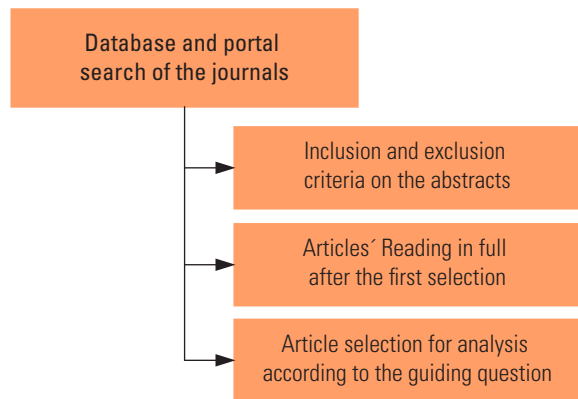 Database and portal
search of the journals
Inclusion and exclusion
criteria on the abstracts
Articles´ Reading in full
after the first selection
Article selection for analysis
according to the guiding question